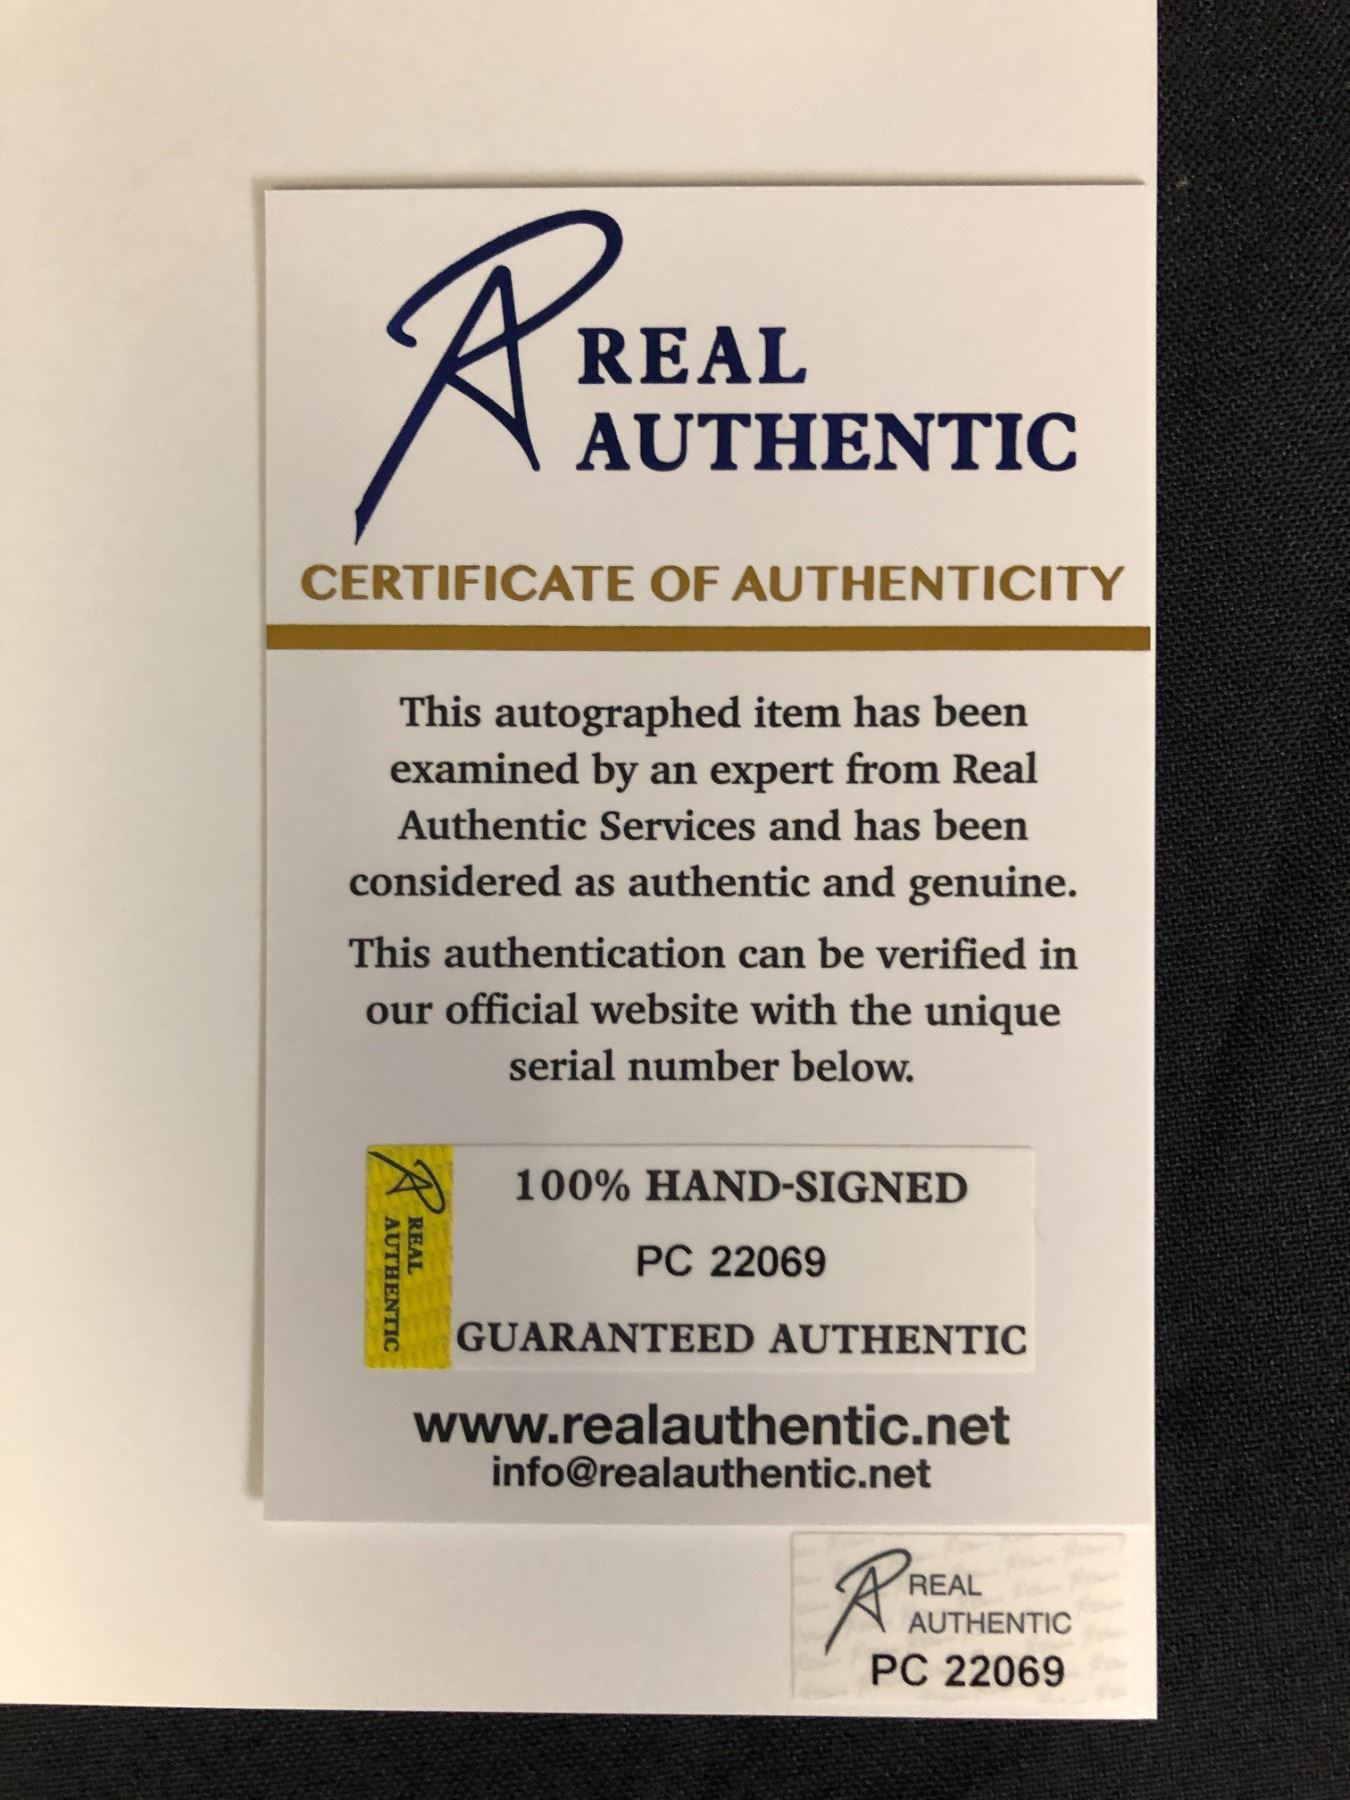 REAL
AUTHENTIC
CERTIFICATE OF AUTHENTICITY
This autographed item has been
examined by an expert from Real
Authentic Services and has been
considered as authentic and genuine.
This authentication can be verified in
our official website with the unique
serial number below.
REAL
AUTHENTIC
100% HAND-SIGNED
PC 22069
GUARANTEED AUTHENTIC
www.realauthentic.net
info@realauthentic.net
REAL
AUTHENTIC
PC 22069